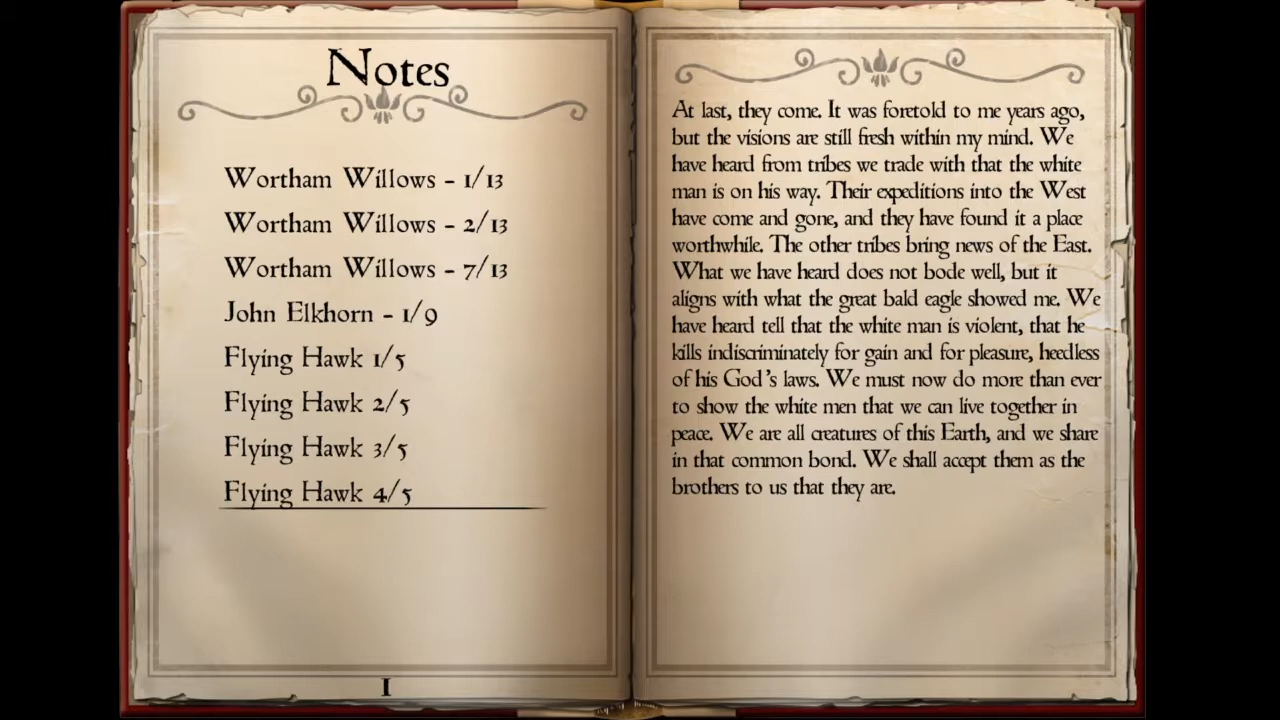 Notes
Wortham Willows - 1/13
Wortham Willows - 2/13
Wortham Willows - 7/13
John Elkhorn - 1/9
Flying Hawk 1/5
Flying Hawk 2/5
Flying Hawk 3/5
Flying Hawk 4/5
I
At last, they come. It was foretold to me years ago,
but the visions are still fresh within my mind. We
have heard from tribes we trade with that the white
man is on his way. Their expeditions into the West
have come and gone, and they have found it a place
worthwhile. The other tribes bring news of the East.
What we have heard does not bode well, but it
aligns with what the great bald eagle showed me. We
have heard tell that the white man is violent, that he
kills indiscriminately for gain and for pleasure, heedless
of his God's laws. We must now do more than ever
to show the white men that we can live together in
peace. We are all creatures of this Earth, and we share
in that common bond. We shall accept them as the
brothers to us that they are.